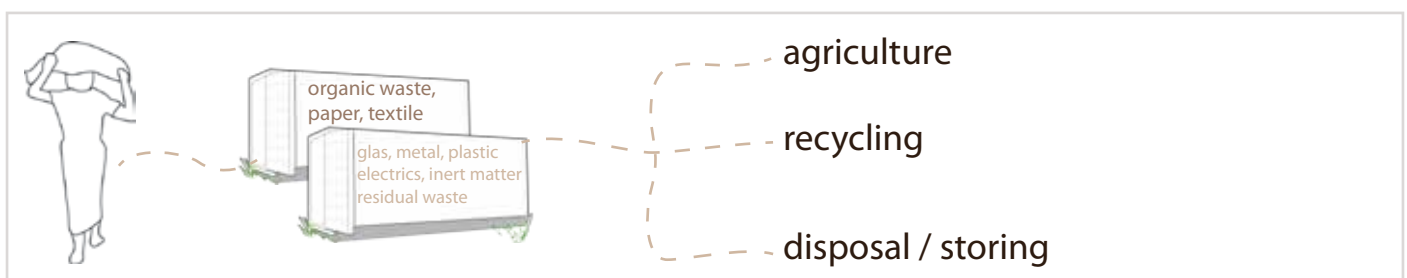 organic waste,
paper, textile
glas, metal, plastic
electrics, inert matter
residual waste
agriculture
recycling
disposal / storing